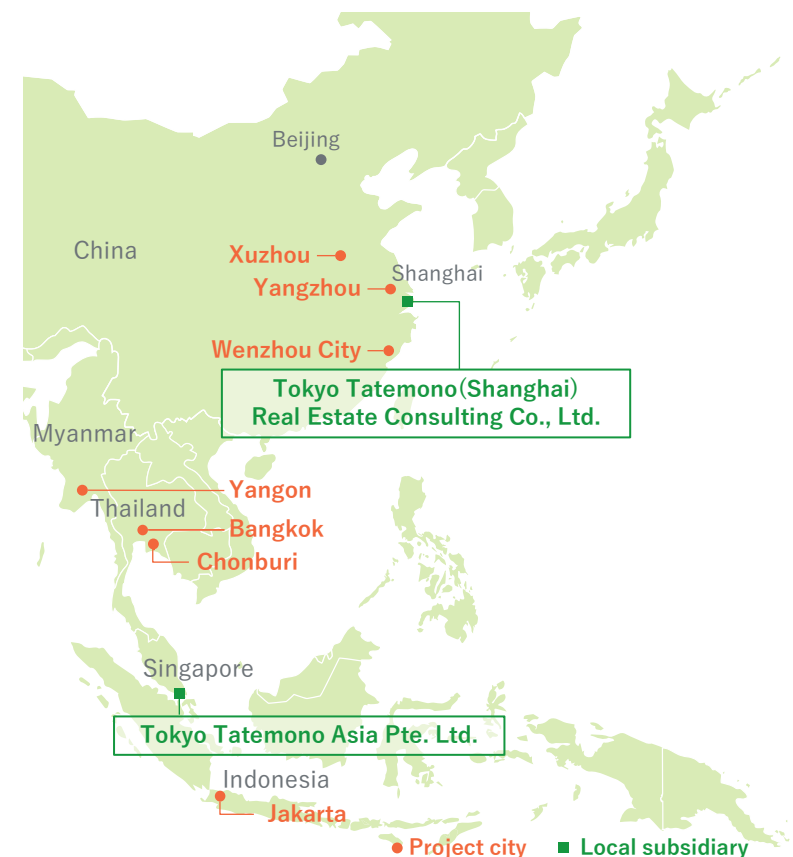 Beijing
China
Xuzhou
Shanghai
Yangzhou
Wenzhou City
Tokyo Tatemono(Shanghai)
Real Estate Consulting Co., Ltd.
Myanmar
Yangon
Thailand
Bangkok
Chonburi
Singapore
Tokyo Tatemono Asia Pte. Ltd.
Indonesia
Jakarta
Project city
Local subsidiary